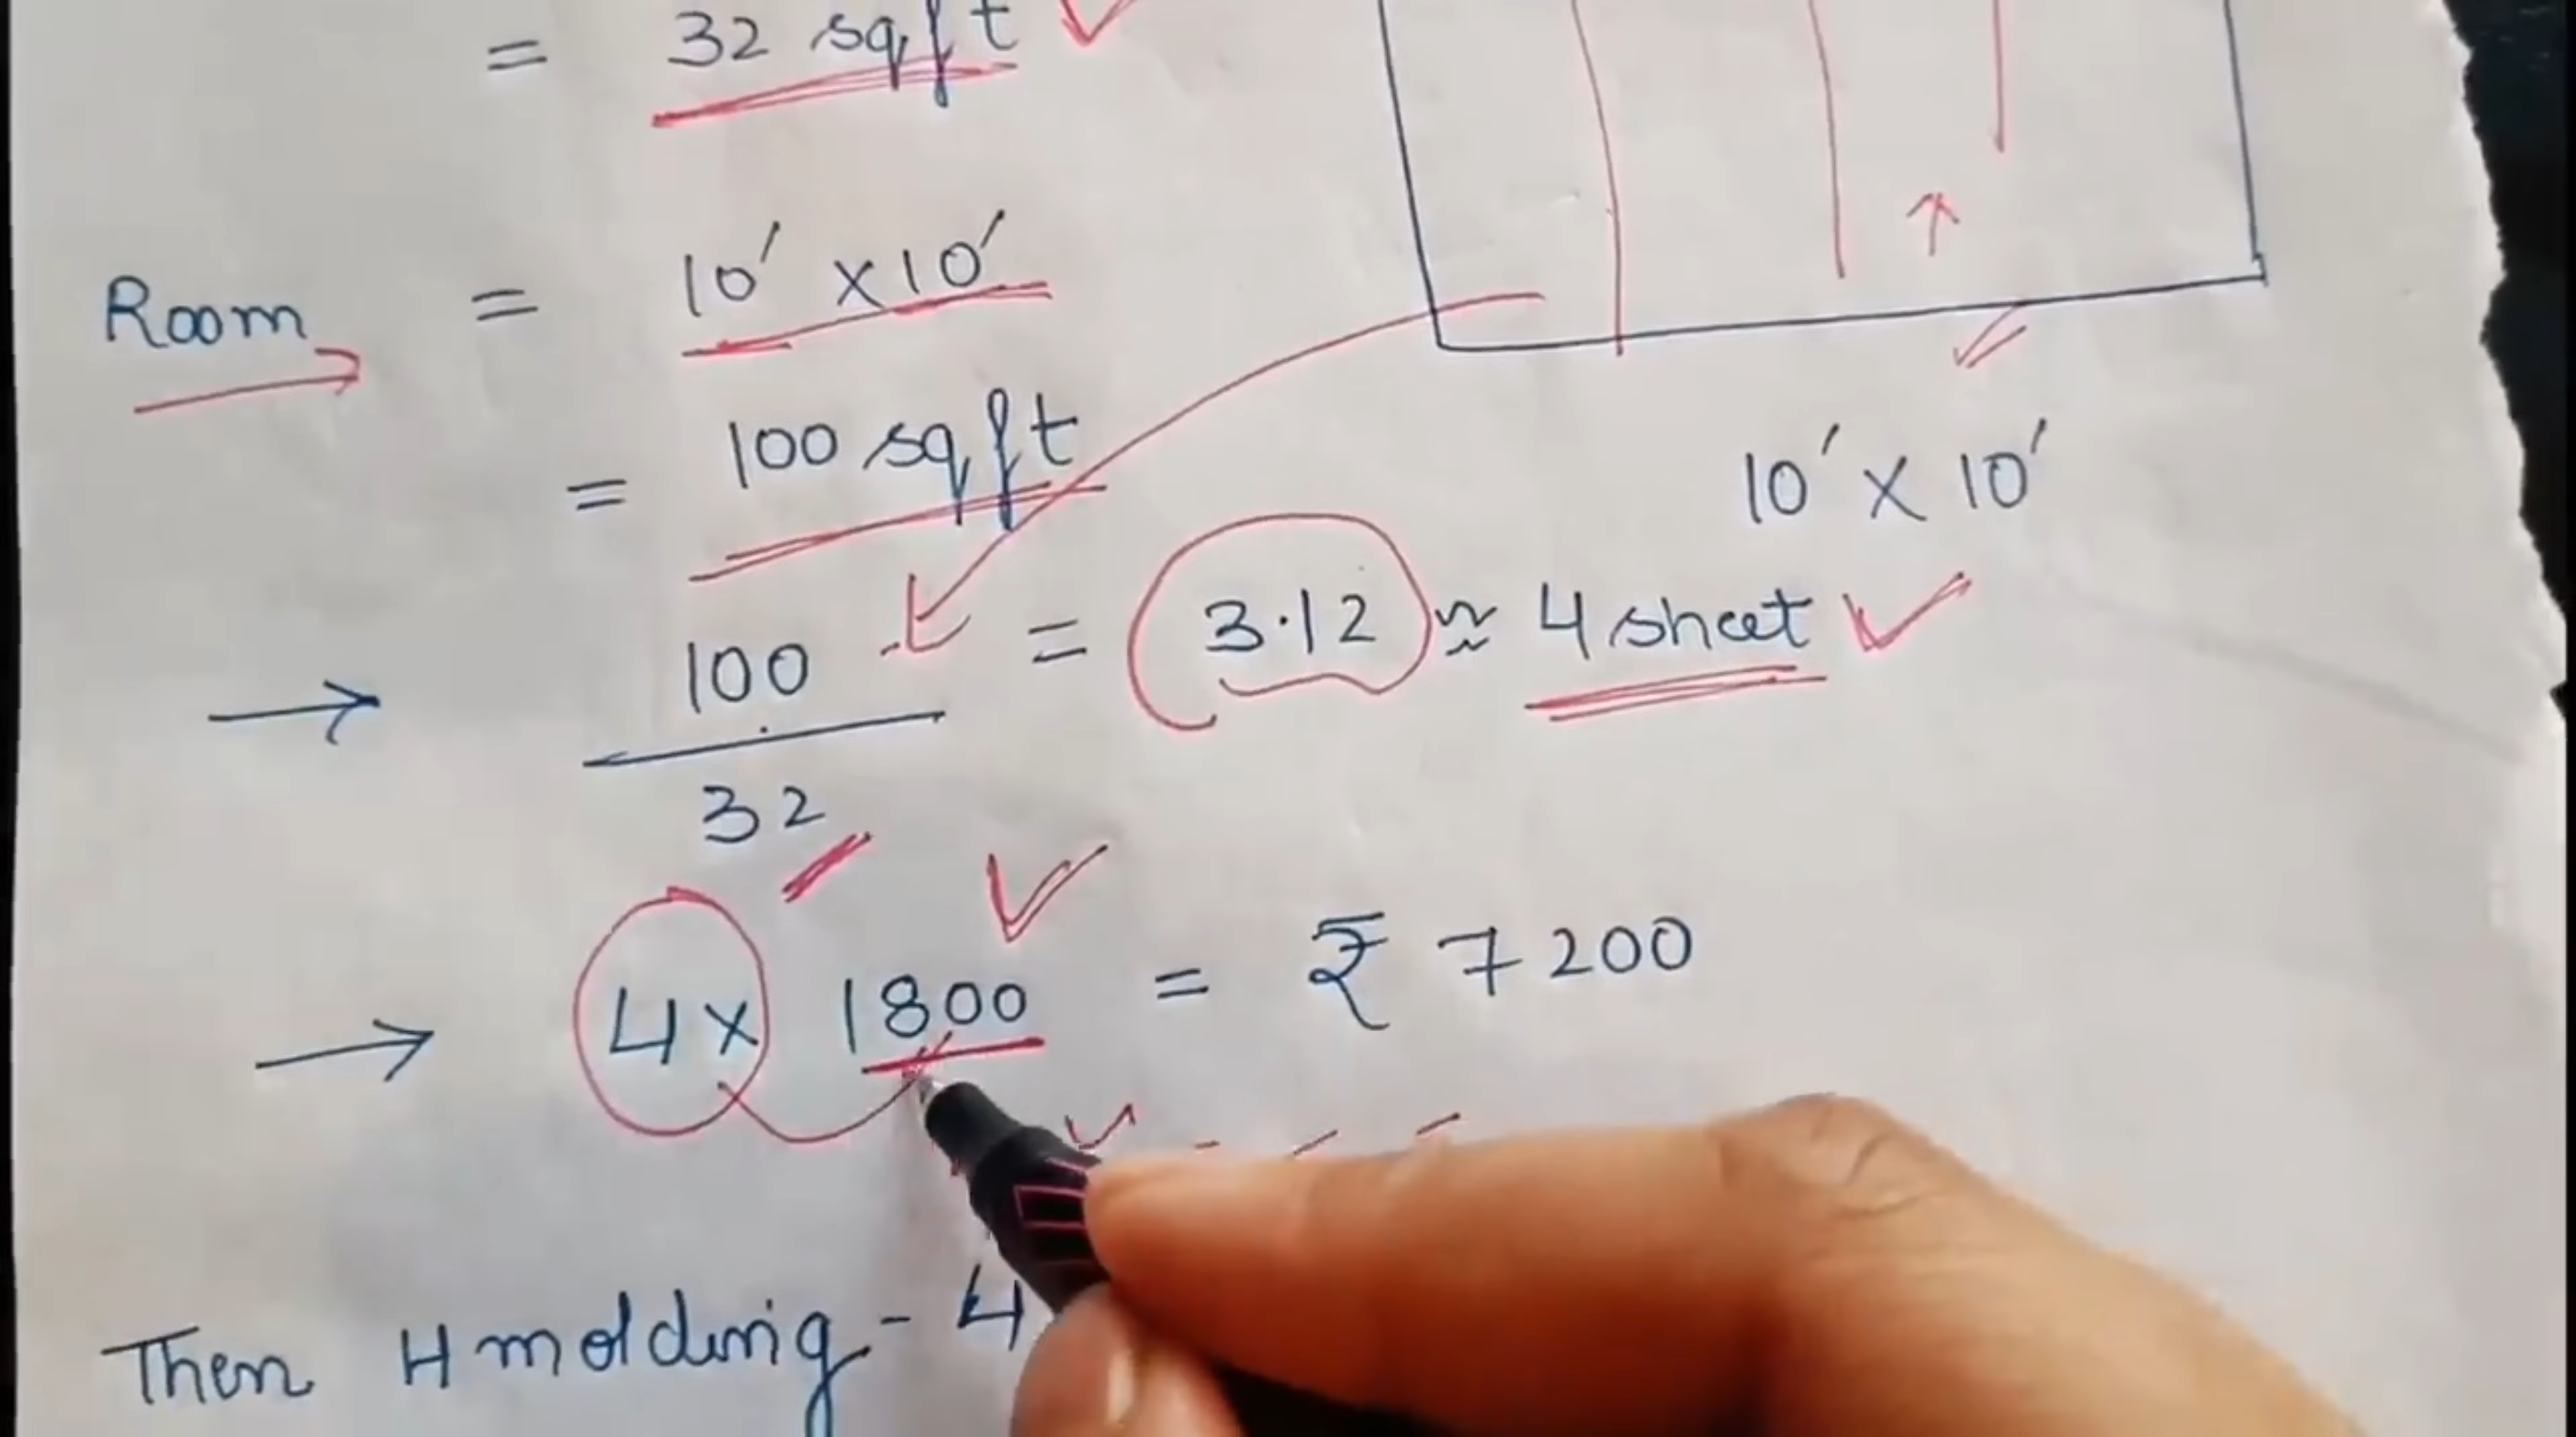 = 32 sqft
Room = 10' x 10'
= 100 sqft
10' x 10'
→ 100/32 = 3.12 ≈ 4 sheet
→ 4 x 1800 = ₹ 7200
Then H molding - 4